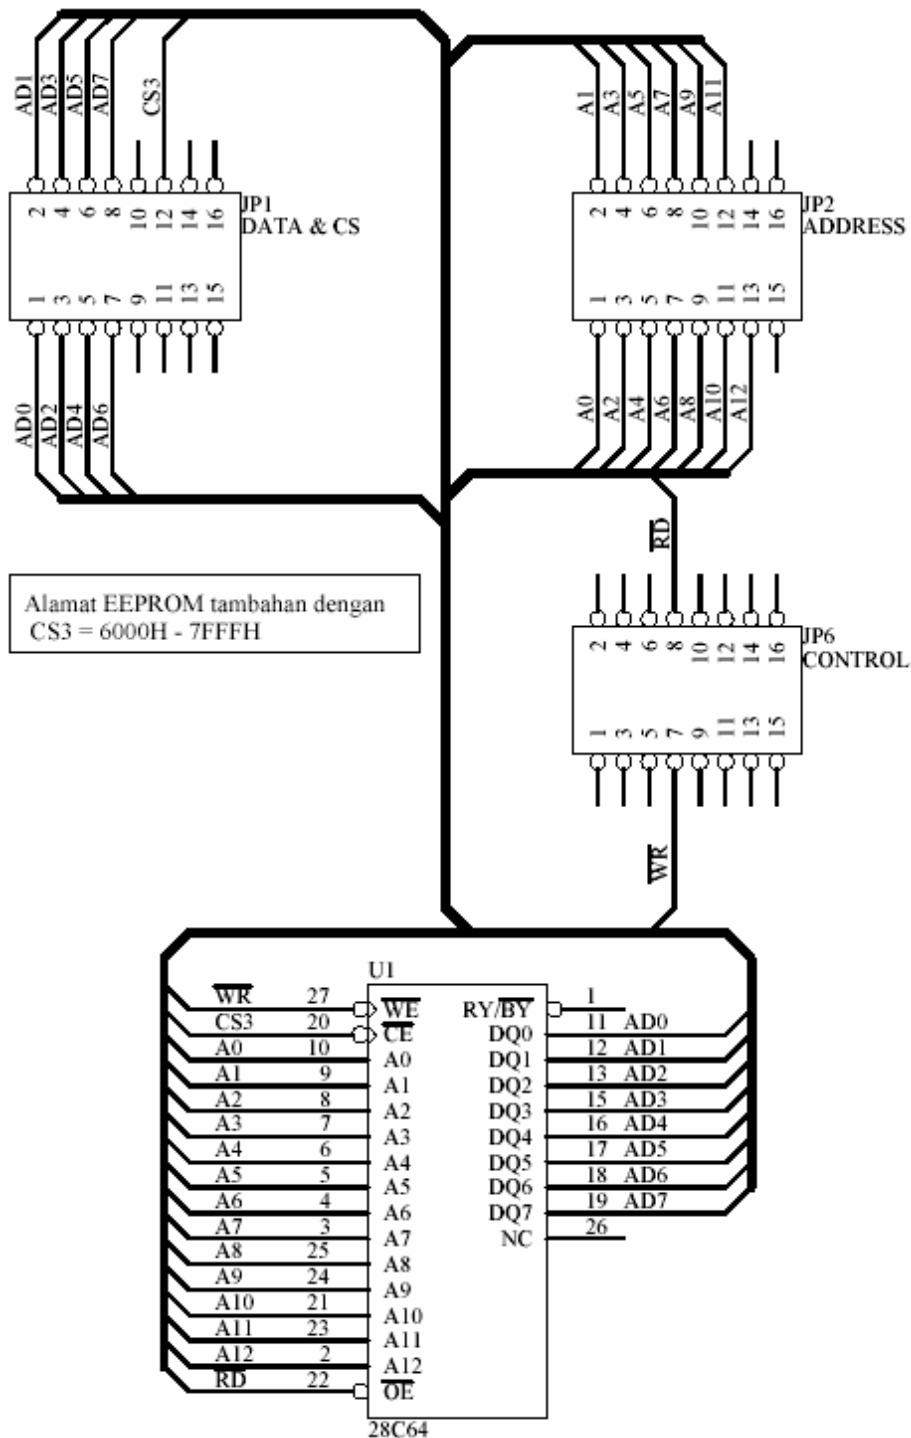 AD1 AD3 AD5 AD7 CS3
2 4 6 8 10 12 14 16
JP1
DATA & CS
1 3 5 7 9 11 13 15
AD0 AD2 AD4 AD6
A1 A3 A5 A7 A9 A11
2 4 6 8 10 12 14 16
JP2
ADDRESS
1 3 5 7 9 11 13 15
A0 A2 A4 A6 A8 A10 A12
Alamat EEPROM tambahan dengan
CS3 = 6000H - 7FFFH
RD
2 4 6 8 10 12 14 16
JP6
CONTROL
1 3 5 7 9 11 13 15
WR
U1
WR 27 WE RY/BY 1
CS3 20 CE DQ0 11 AD0
A0 10 A0 DQ1 12 AD1
A1 9 A1 DQ2 13 AD2
A2 8 A2 DQ3 15 AD3
A3 7 A3 DQ4 16 AD4
A4 6 A4 DQ5 17 AD5
A5 5 A5 DQ6 18 AD6
A6 4 A6 DQ7 19 AD7
A7 3 A7 NC 26
A8 25 A8
A9 24 A9
A10 21 A10
A11 23 A11
A12 2 A12
RD 22 OE
28C64